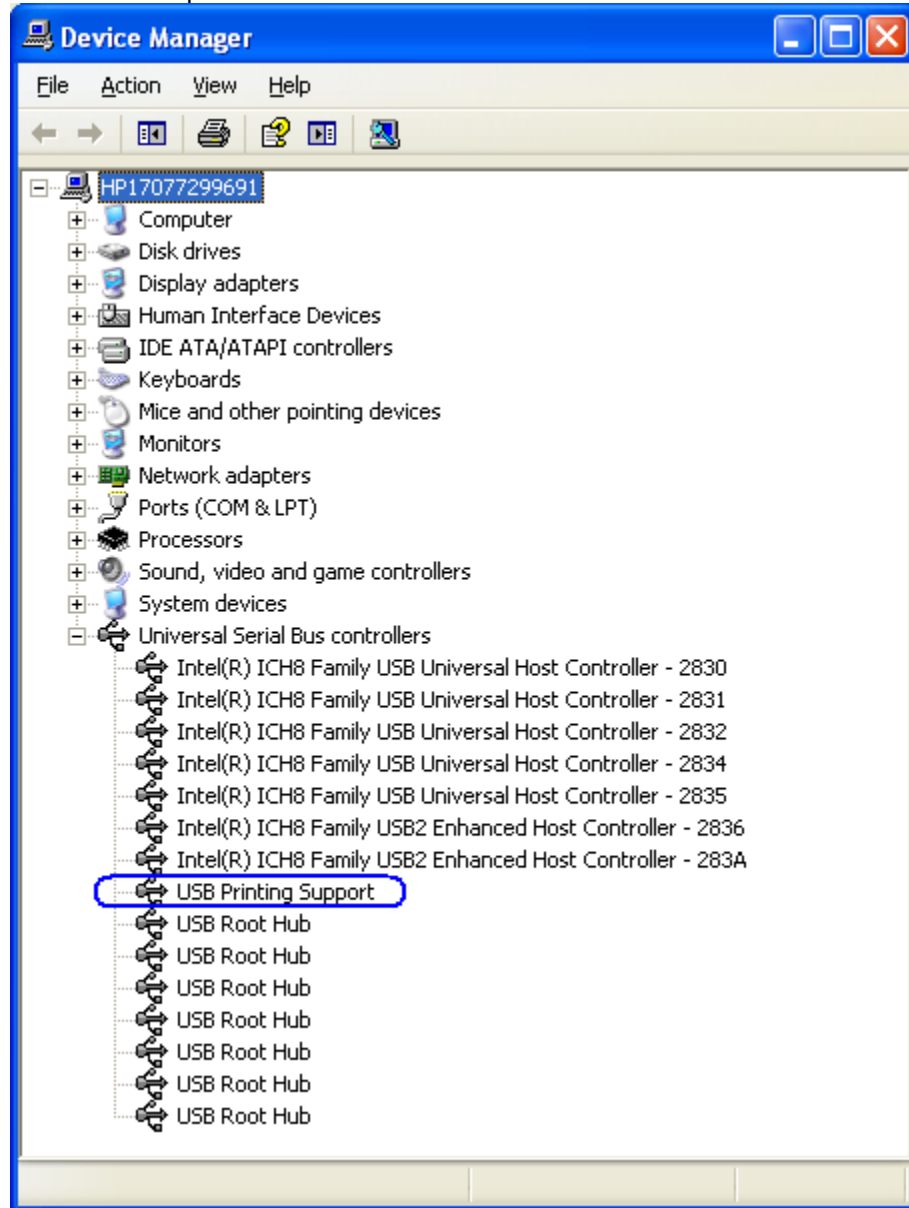 Device Manager
File Action View Help
HP17077299691
Computer
Disk drives
Display adapters
Human Interface Devices
IDE ATA/ATAPI controllers
Keyboards
Mice and other pointing devices
Monitors
Network adapters
Ports (COM & LPT)
Processors
Sound, video and game controllers
System devices
Universal Serial Bus controllers
Intel(R) ICH8 Family USB Universal Host Controller - 2830
Intel(R) ICH8 Family USB Universal Host Controller - 2831
Intel(R) ICH8 Family USB Universal Host Controller - 2832
Intel(R) ICH8 Family USB Universal Host Controller - 2834
Intel(R) ICH8 Family USB Universal Host Controller - 2835
Intel(R) ICH8 Family USB2 Enhanced Host Controller - 2836
Intel(R) ICH8 Family USB2 Enhanced Host Controller - 283A
USB Printing Support
USB Root Hub
USB Root Hub
USB Root Hub
USB Root Hub
USB Root Hub
USB Root Hub
USB Root Hub